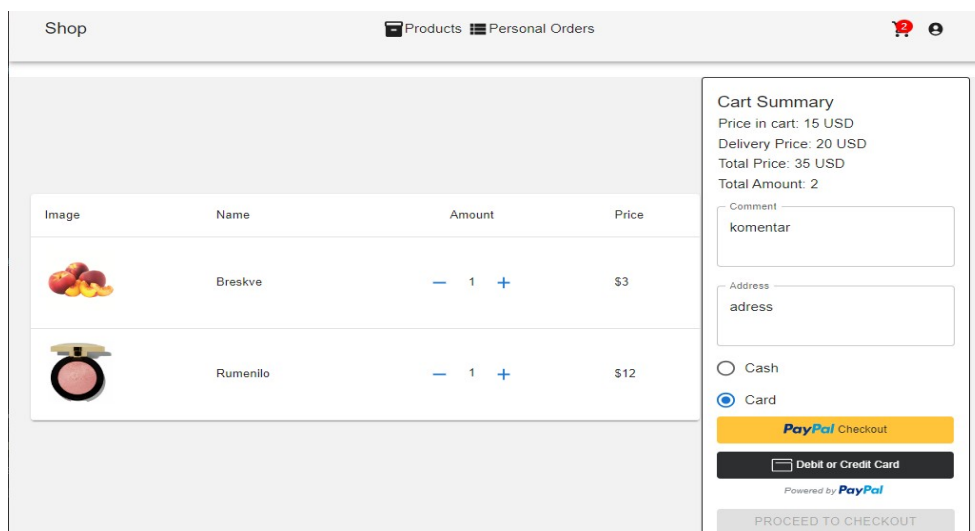 Shop
Products Personal Orders
2
Cart Summary
Price in cart: 15 USD
Delivery Price: 20 USD
Total Price: 35 USD
Total Amount: 2
Image Name Amount Price
Breskve 1 $3
Rumenilo 1 $12
Comment
komentar
Address
adress
Cash
Card
PayPal Checkout
Debit or Credit Card
Powered by PayPal
PROCEED TO CHECKOUT